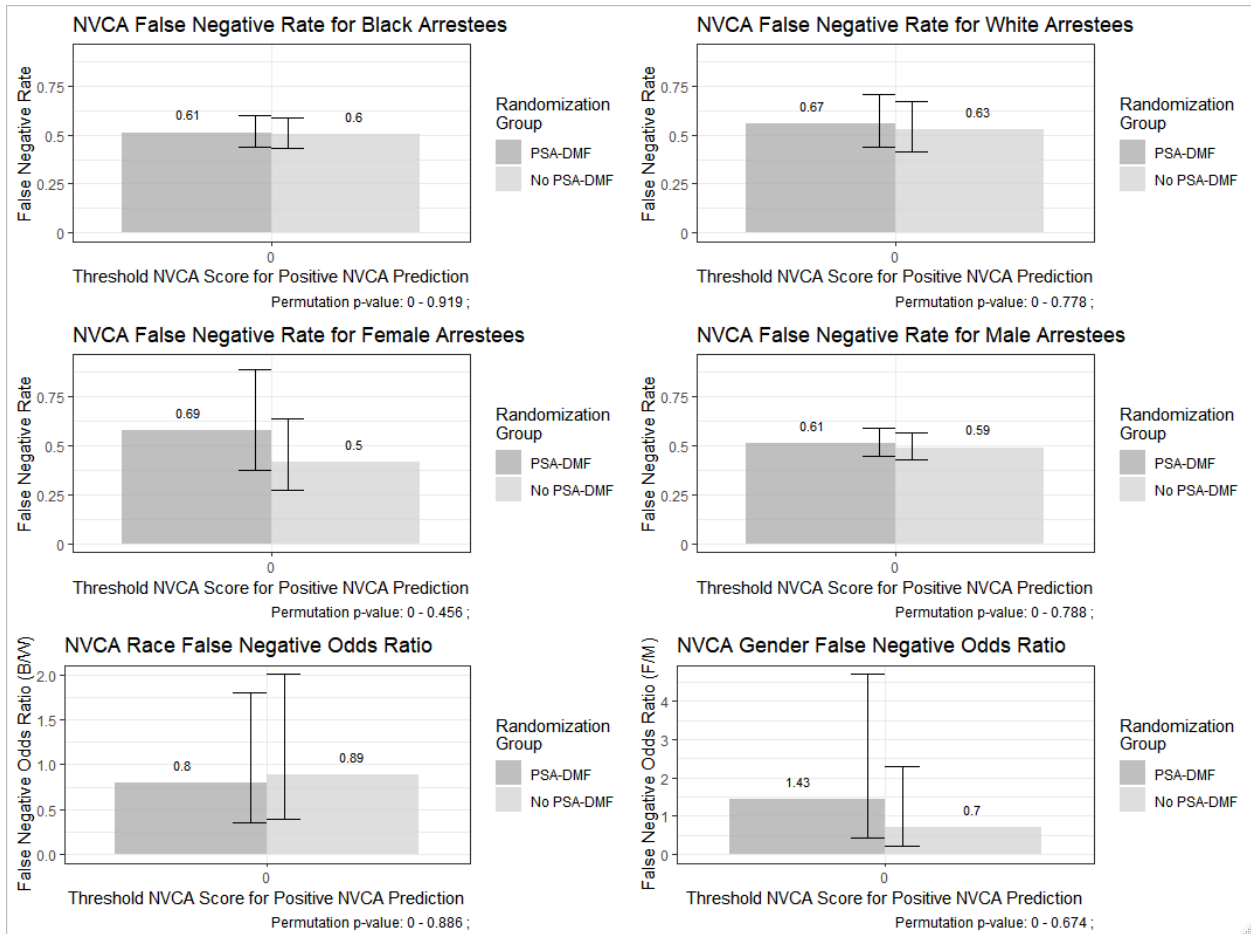 NVCA False Negative Rate for Black Arrestees
False Negative Rate
0.75
0.5
0.25
0
0.61
0.6
0
Threshold NVCA Score for Positive NVCA Prediction
Permutation p-value: 0 - 0.919 ;
Randomization
Group
PSA-DMF
No PSA-DMF
NVCA False Negative Rate for White Arrestees
False Negative Rate
0.75
0.5
0.25
0
0.67
0.63
0
Threshold NVCA Score for Positive NVCA Prediction
Permutation p-value: 0 - 0.778 ;
Randomization
Group
PSA-DMF
No PSA-DMF
NVCA False Negative Rate for Female Arrestees
False Negative Rate
0.75
0.5
0.25
0
0.69
0.5
0
Threshold NVCA Score for Positive NVCA Prediction
Permutation p-value: 0 - 0.456 ;
Randomization
Group
PSA-DMF
No PSA-DMF
NVCA False Negative Rate for Male Arrestees
False Negative Rate
0.75
0.5
0.25
0
0.61
0.59
0
Threshold NVCA Score for Positive NVCA Prediction
Permutation p-value: 0 - 0.788 ;
Randomization
Group
PSA-DMF
No PSA-DMF
NVCA Race False Negative Odds Ratio
False Negative Odds Ratio (B/W)
2.0
1.5
1.0
0.5
0.0
0.8
0.89
0
Threshold NVCA Score for Positive NVCA Prediction
Permutation p-value: 0 - 0.886 ;
Randomization
Group
PSA-DMF
No PSA-DMF
NVCA Gender False Negative Odds Ratio
False Negative Odds Ratio (F/M)
4
3
2
1
0
1.43
0.7
0
Threshold NVCA Score for Positive NVCA Prediction
Permutation p-value: 0 - 0.674 ;
Randomization
Group
PSA-DMF
No PSA-DMF